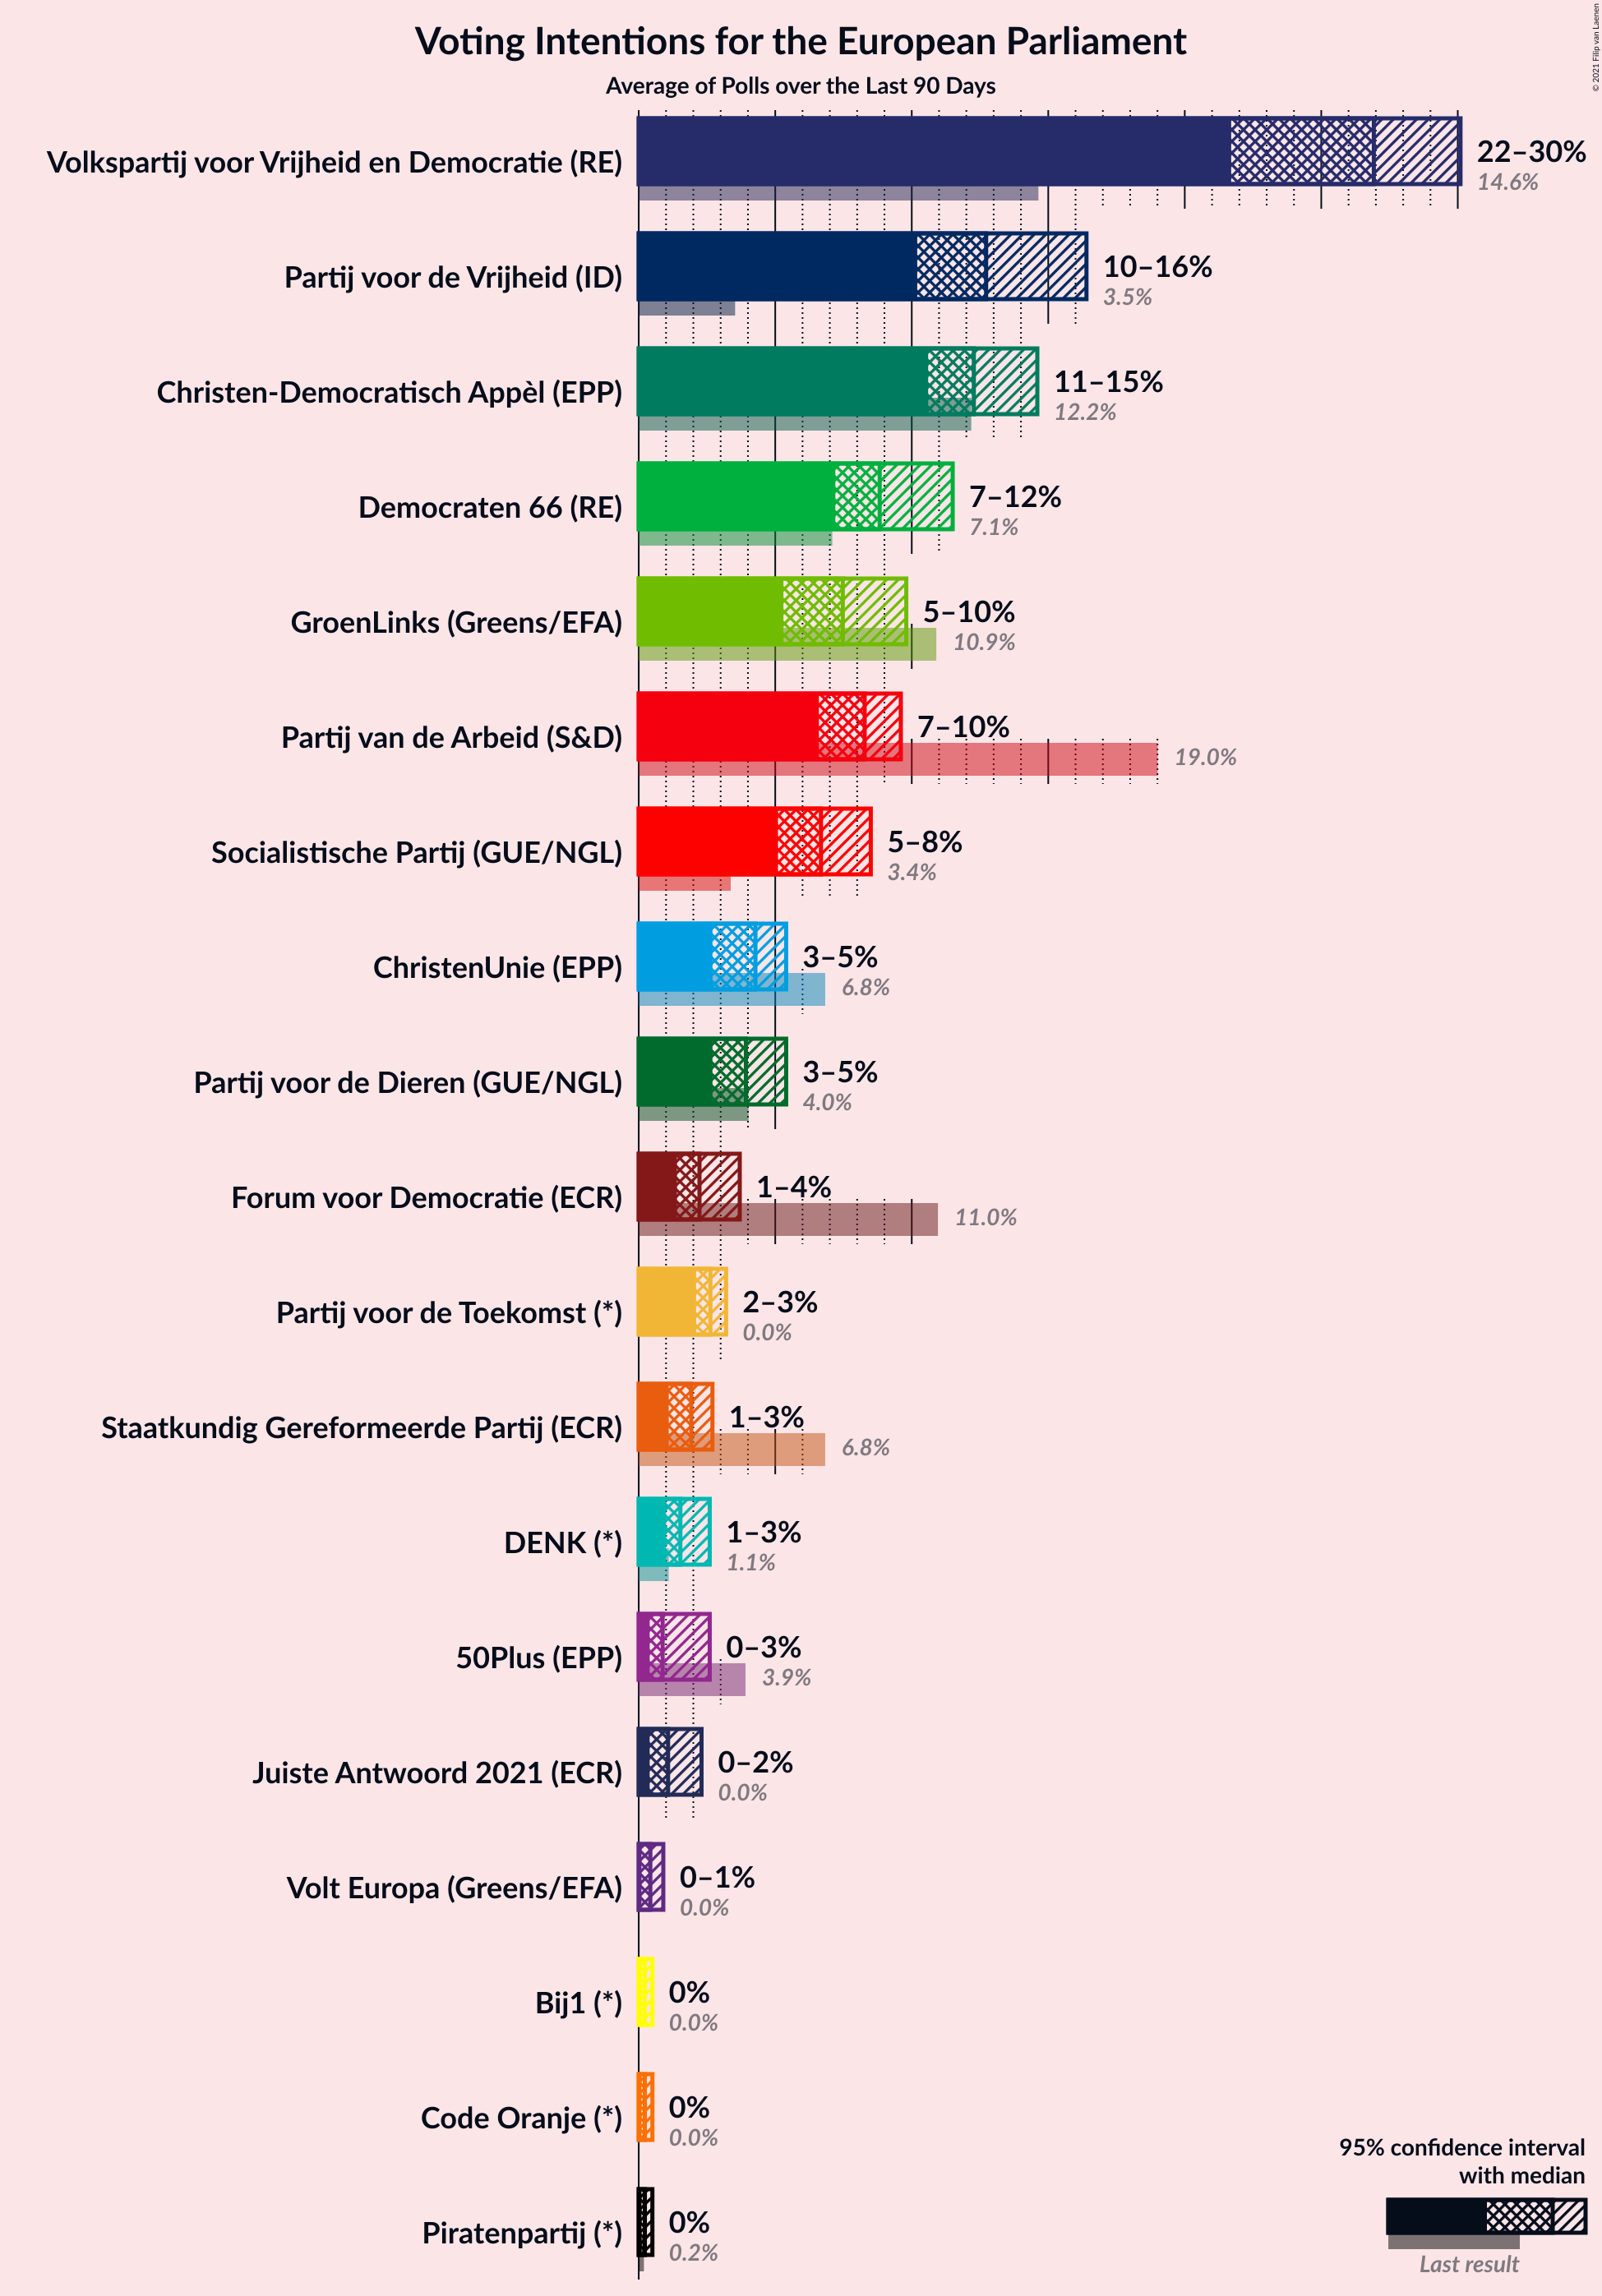 © 2021 Filip van Laenen
Voting Intentions for the European Parliament
Average of Polls over the Last 90 Days
Volkspartij voor Vrijheid en Democratie (RE)
22–30%
14.6%
Partij voor de Vrijheid (ID)
10–16%
3.5%
Christen-Democratisch Appèl (EPP)
11–15%
12.2%
Democraten 66 (RE)
7–12%
7.1%
GroenLinks (Greens/EFA)
5–10%
10.9%
Partij van de Arbeid (S&D)
7–10%
19.0%
Socialistische Partij (GUE/NGL)
5–8%
3.4%
ChristenUnie (EPP)
3–5%
6.8%
Partij voor de Dieren (GUE/NGL)
3–5%
4.0%
Forum voor Democratie (ECR)
1–4%
11.0%
Partij voor de Toekomst (*)
2–3%
0.0%
Staatkundig Gereformeerde Partij (ECR)
1–3%
6.8%
DENK (*)
1–3%
1.1%
50Plus (EPP)
0–3%
3.9%
Juiste Antwoord 2021 (ECR)
0–2%
0.0%
Volt Europa (Greens/EFA)
0–1%
0.0%
Bij1 (*)
0%
0.0%
Code Oranje (*)
0%
0.0%
Piratenpartij (*)
0%
0.2%
95% confidence interval
with median
Last result